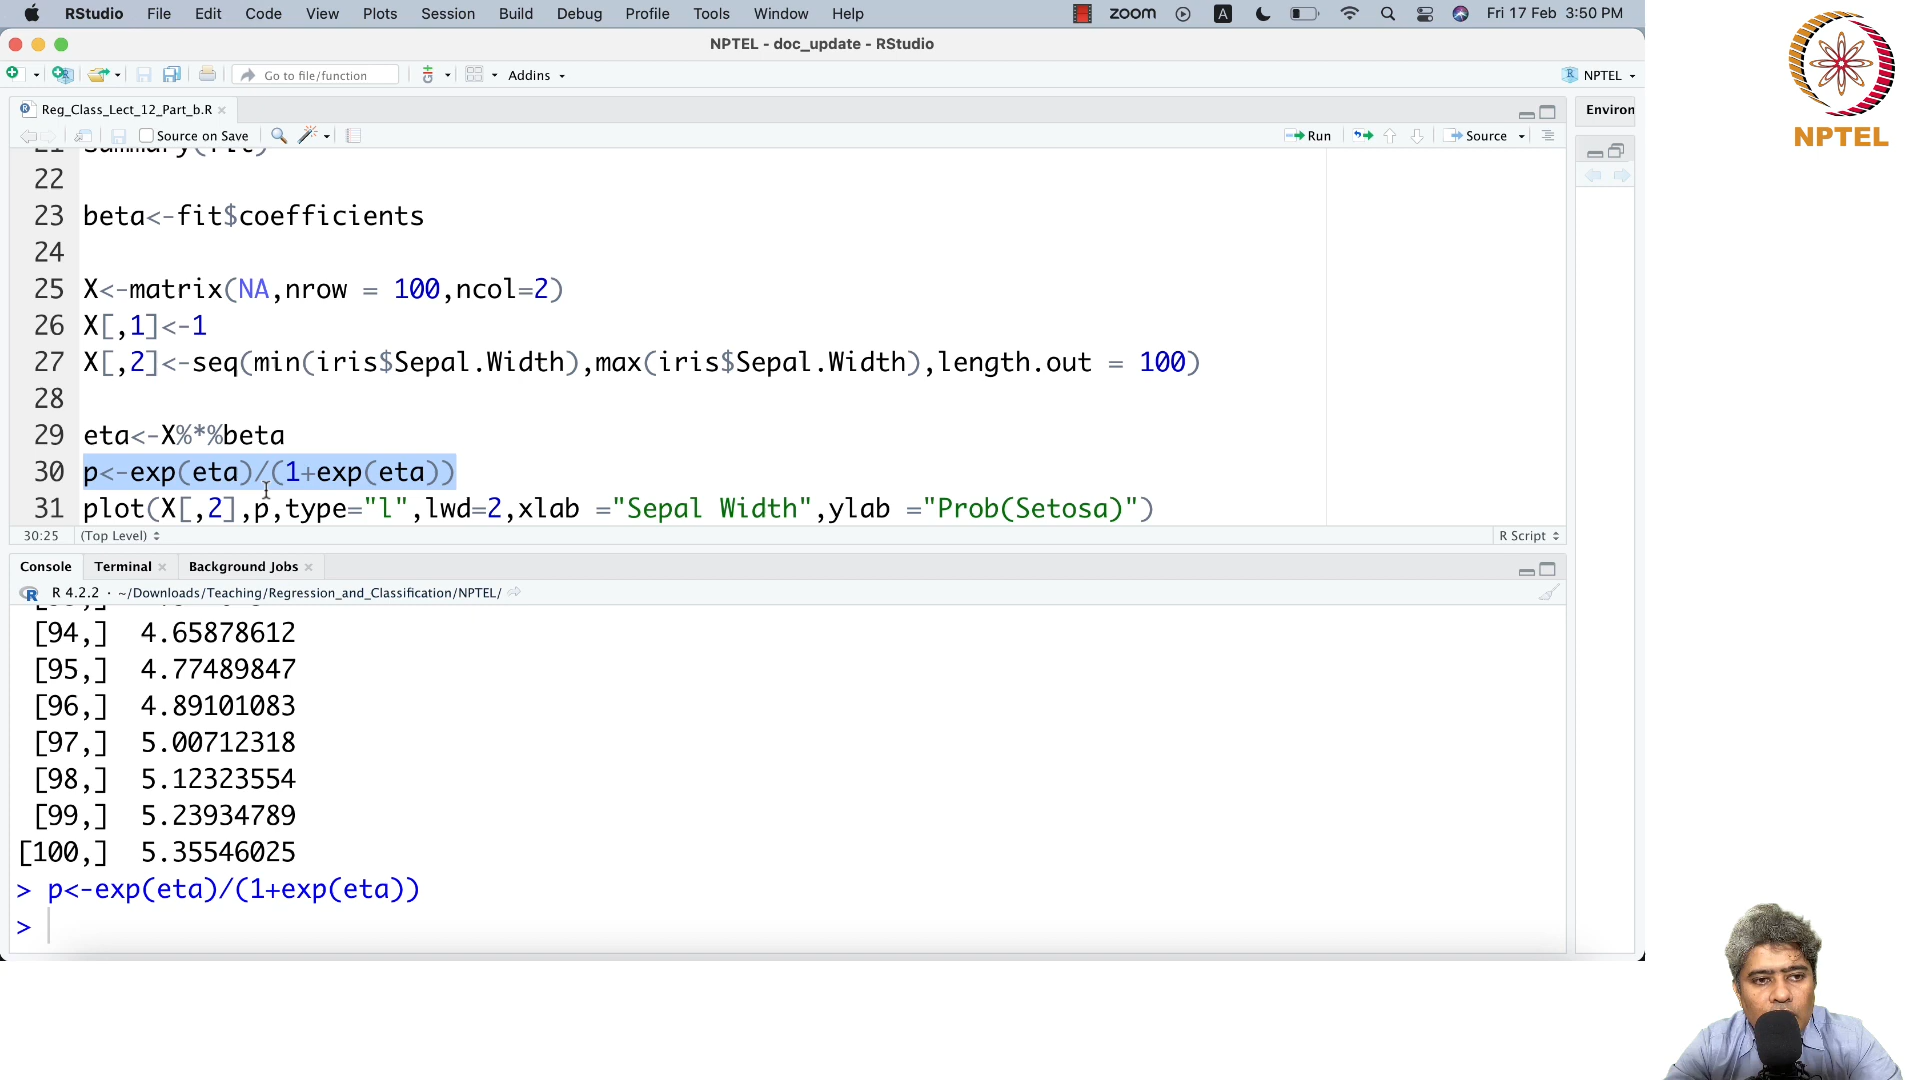 RStudio File Edit Code View Plots Session Build Debug Profile Tools Window Help zoom A Fri 17 Feb 3:50 PM
NPTEL - doc_update - RStudio
Go to file/function Addins NPTEL
Reg_Class_Lect_12_Part_b.R Environ
Source on Save Run Source
21 summary(fit)
22
23 beta<-fit$coefficients
24
25 X<-matrix(NA,nrow = 100,ncol=2)
26 X[,1]<-1
27 X[,2]<-seq(min(iris$Sepal.Width),max(iris$Sepal.Width),length.out = 100)
28
29 eta<-X%*%beta
30 p<-exp(eta)/(1+exp(eta))
31 plot(X[,2],p,type="l",lwd=2,xlab ="Sepal Width",ylab ="Prob(Setosa)")
30:25 (Top Level) R Script
Console Terminal Background Jobs
R 4.2.2 · ~/Downloads/Teaching/Regression_and_Classification/NPTEL/
[94,] 4.65878612
[95,] 4.77489847
[96,] 4.89101083
[97,] 5.00712318
[98,] 5.12323554
[99,] 5.23934789
[100,] 5.35546025
> p<-exp(eta)/(1+exp(eta))
>
NPTEL